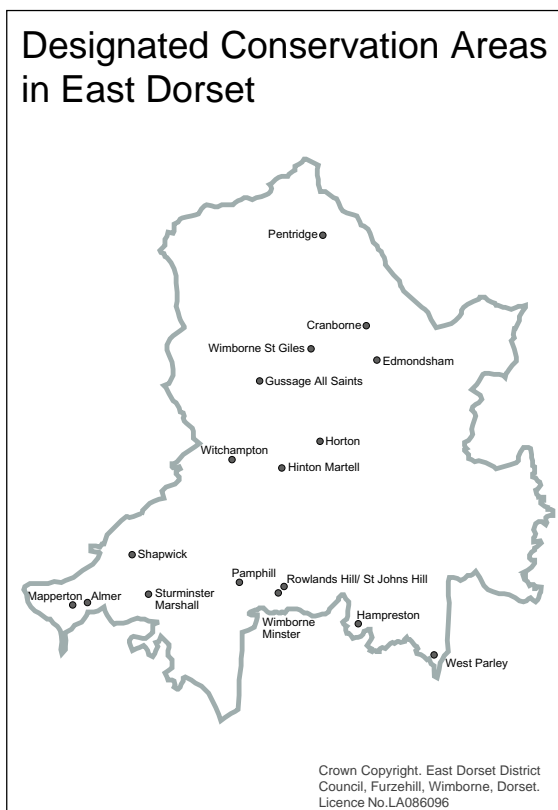 Designated Conservation Areas
in East Dorset
Pentridge
Cranborne
Wimborne St Giles
Edmondsham
Gussage All Saints
Horton
Witchampton
Hinton Martell
Shapwick
Pamphill
Rowlands Hill/ St Johns Hill
Mapperton
Almer
Sturminster
Marshall
Wimborne
Minster
Hampreston
West Parley
Crown Copyright. East Dorset District
Council, Furzehill, Wimborne, Dorset.
Licence No.LA086096